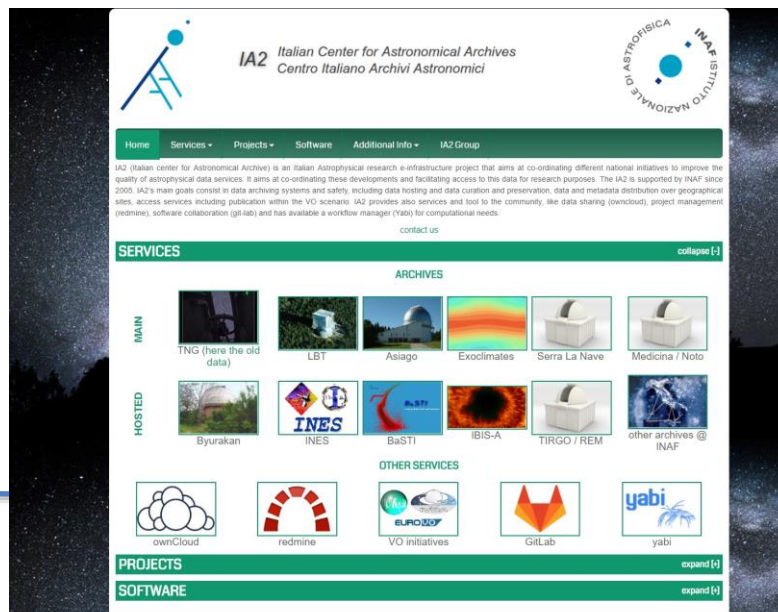 IA2 Italian Center for Astronomical Archives
Centro Italiano Archivi Astronomici
INAF ISTITUTO NAZIONALE DI ASTROFISICA
Home Services Projects Software Additional Info IA2 Group
IA2 (Italian center for Astronomical Archive) is an Italian Astrophysical research e-infrastructure project that aims at co-ordinating different national initiatives to improve the
quality of astrophysical data services. It aims at co-ordinating these developments and facilitating access to this data for research purposes. The IA2 is supported by INAF since
2005. IA2's main goals consist in data archiving systems and safety, including data hosting and data curation and preservation, data and metadata distribution over geographical
sites, access services including publication within the VO scenario. IA2 provides also services and tool to the community, like data sharing (owncloud), project management
(redmine), software collaboration (git-lab) and has available a workflow manager (Yabi) for computational needs.
contact us
SERVICES collapse [-]
ARCHIVES
MAIN
TNG (here the old
data)
LBT
Asiago
Exoclimates
Serra La Nave
Medicina / Noto
HOSTED
INES
BaSTI
Byurakan
INES
BaSTI
IBIS-A
TIRGO / REM
other archives @
INAF
OTHER SERVICES
EUROVO
yabi
ownCloud
redmine
VO initiatives
GitLab
yabi
PROJECTS expand [+]
SOFTWARE expand [+]